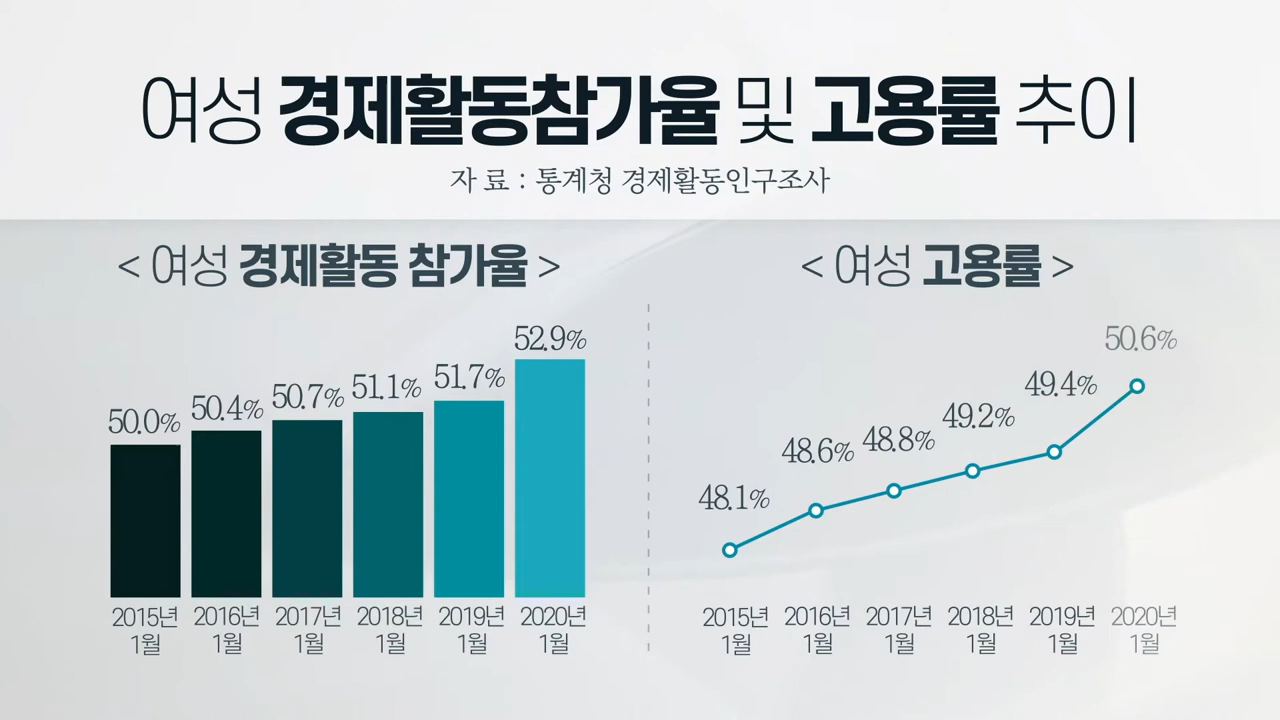 여성 경제활동참가율 및 고용률 추이
자 료 : 통계청 경제활동인구조사
< 여성 경제활동 참가율 >
50.0%
50.4%
50.7%
51.1%
51.7%
52.9%
2015년
1월
2016년
1월
2017년
1월
2018년
1월
2019년
1월
2020년
1월
< 여성 고용률 >
48.1%
48.6%
48.8%
49.2%
49.4%
50.6%
2015년
1월
2016년
1월
2017년
1월
2018년
1월
2019년
1월
2020년
1월